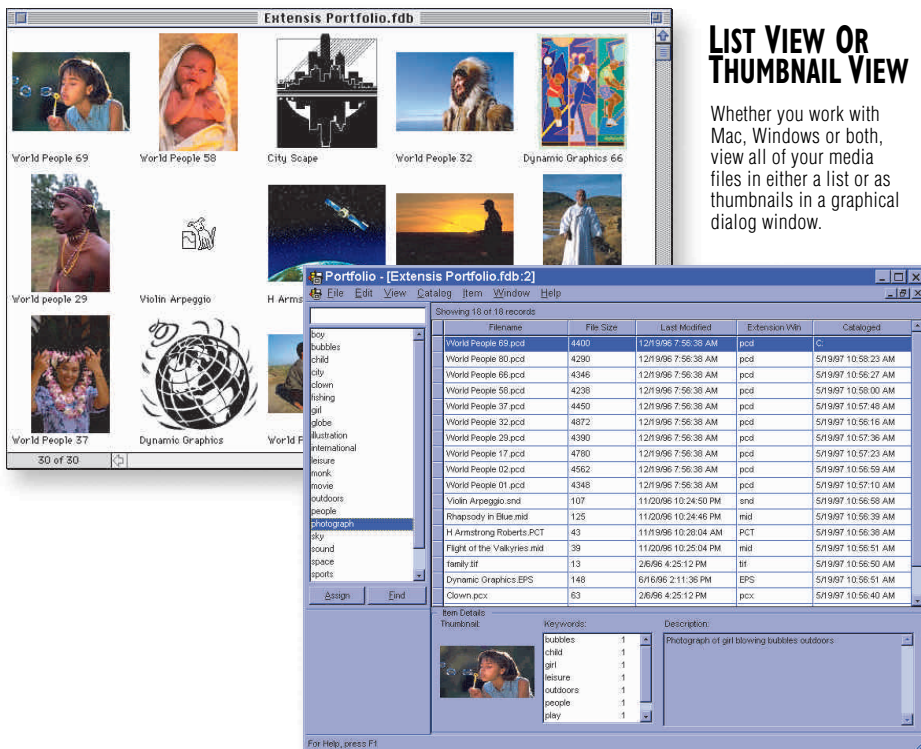 Extensis Portfolio.fdb
World People 69
World People 58
City Scape
World People 32
Dynamic Graphics 66
World people 29
Violin Arpeggio
H Arms
World People 37
Dynamic Graphics
World P
30 of 30
LIST VIEW OR
THUMBNAIL VIEW
Whether you work with
Mac, Windows or both,
view all of your media
files in either a list or as
thumbnails in a graphical
dialog window.
Portfolio - [Extensis Portfolio.fdb:2]
File Edit View Catalog Item Window Help
Showing 18 of 18 records
boy
bubbles
child
city
clown
fishing
girl
globe
illustration
international
leisure
monk
movie
outdoors
people
photograph
sky
sound
space
sports
Assign Find
Filename File Size Last Modified Extension Win Cataloged
World People 69.pcd 4400 12/19/96 7:56:38 AM pcd C:
World People 80.pcd 4290 12/19/96 7:56:38 AM pcd 5/19/97 10:58:23 AM
World People 66.pcd 4346 12/19/96 7:56:38 AM pcd 5/19/97 10:56:27 AM
World People 58.pcd 4238 12/19/96 7:56:38 AM pcd 5/19/97 10:58:00 AM
World People 37.pcd 4450 12/19/96 7:56:38 AM pcd 5/19/97 10:57:48 AM
World People 32.pcd 4872 12/19/96 7:56:38 AM pcd 5/19/97 10:56:16 AM
World People 29.pcd 4390 12/19/96 7:56:38 AM pcd 5/19/97 10:57:36 AM
World People 17.pcd 4780 12/19/96 7:56:38 AM pcd 5/19/97 10:57:23 AM
World People 02.pcd 4562 12/19/96 7:56:38 AM pcd 5/19/97 10:56:59 AM
World People 01.pcd 4348 12/19/96 7:56:38 AM pcd 5/19/97 10:57:10 AM
Violin Arpeggio.snd 107 11/20/96 10:24:50 PM snd 5/19/97 10:56:58 AM
Rhapsody in Blue.mid 125 11/20/96 10:24:46 PM mid 5/19/97 10:56:39 AM
H Armstrong Roberts.PCT 43 11/19/96 10:28:04 AM PCT 5/19/97 10:56:38 AM
Flight of the Valkyries.mid 39 11/20/96 10:25:04 PM mid 5/19/97 10:56:51 AM
family.tif 13 2/6/96 4:25:12 PM tif 5/19/97 10:56:50 AM
Dynamic Graphics.EPS 148 6/16/96 2:11:36 PM EPS 5/19/97 10:56:51 AM
Clown.pcx 63 2/6/96 4:25:12 PM pcx 5/19/97 10:56:40 AM
Item Details
Thumbnail: Keywords: Description:
bubbles 1
child 1
girl 1
leisure 1
outdoors 1
people 1
play 1
Photograph of girl blowing bubbles outdoors
For Help, press F1